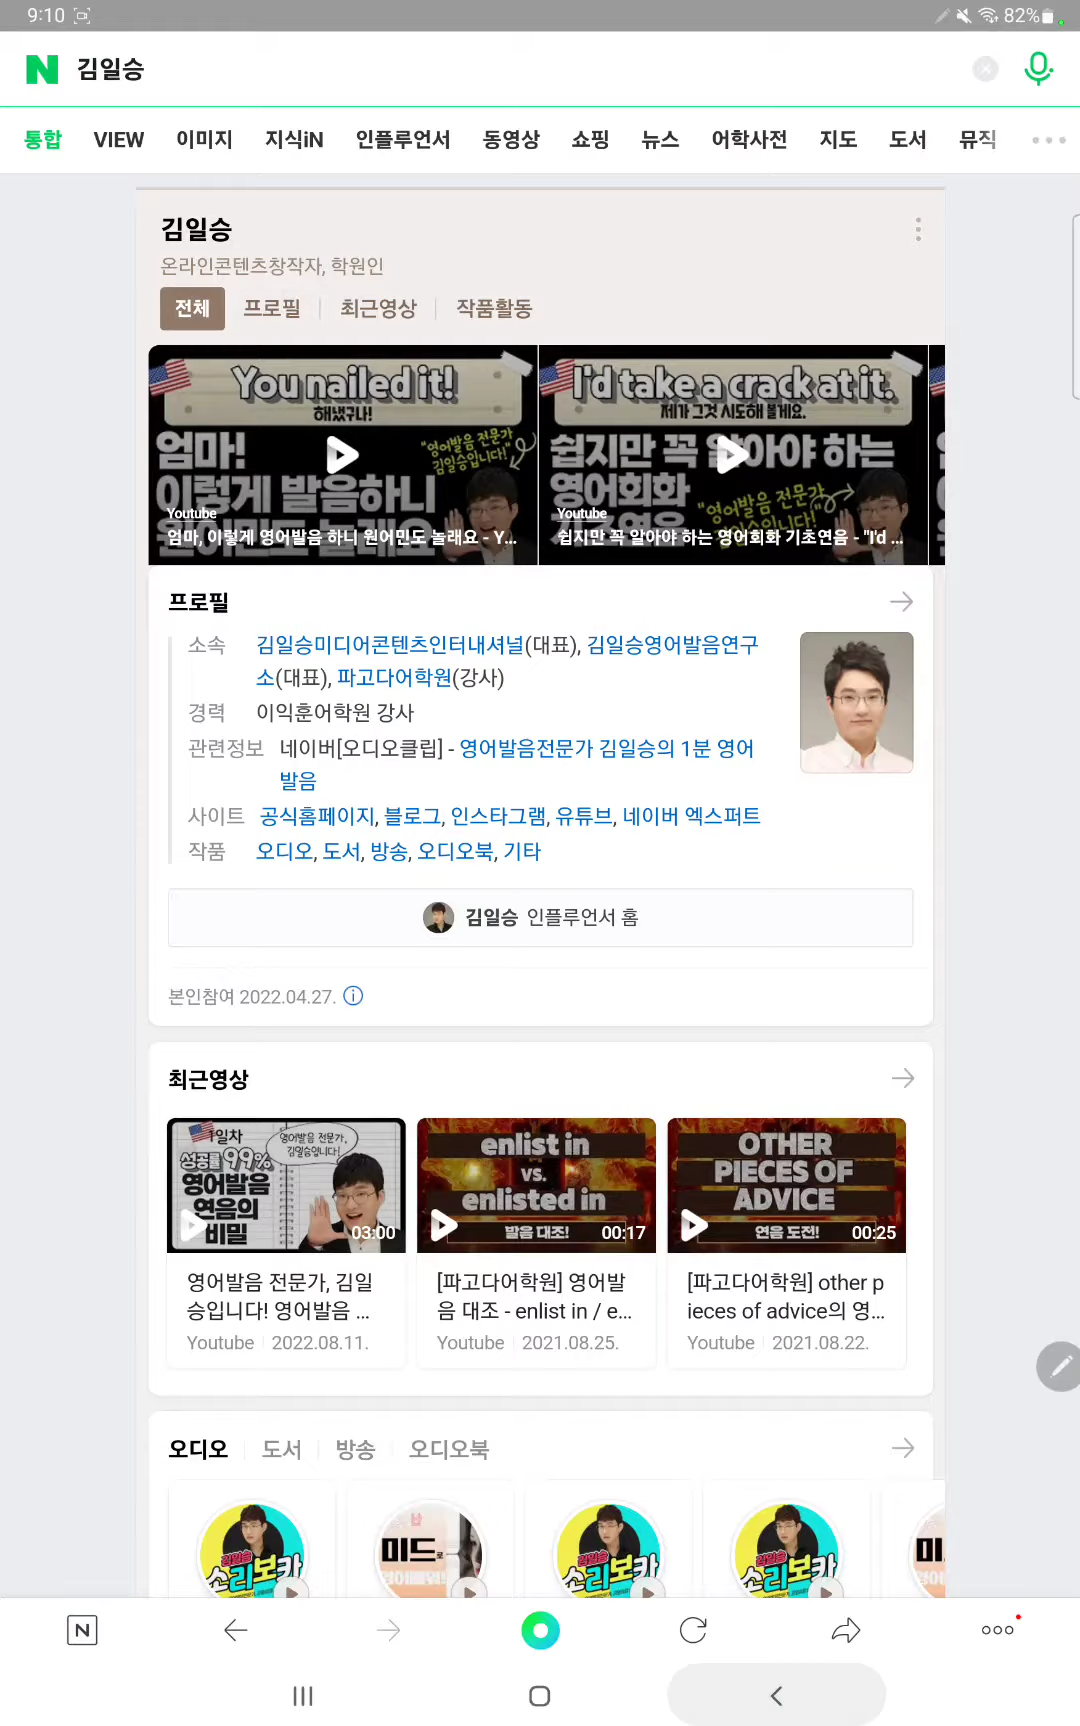 9:10
82%
N 김일승
통합 VIEW 이미지 지식iN 인플루언서 동영상 쇼핑 뉴스 어학사전 지도 도서 뮤직
김일승
온라인콘텐츠창작자, 학원인
전체 프로필 최근영상 작품활동
You nailed it!
해냈구나!
엄마!
이렇게 발음하니
"영어발음 전문가
김일승입니다!"
Youtube
엄마, 이렇게 영어발음 하니 원어민도 놀래요 - Y...
I'd take a crack at it.
제가 그것 시도해 볼게요.
쉽지만 꼭 알아야 하는
영어회화
"영어발음 전문가
Youtube
쉽지만 꼭 알아야 하는 영어회화 기초연음 - "I'd ...
프로필
소속 김일승미디어콘텐츠인터내셔널(대표), 김일승영어발음연구
소(대표), 파고다어학원(강사)
경력 이익훈어학원 강사
관련정보 네이버[오디오클립] - 영어발음전문가 김일승의 1분 영어
발음
사이트 공식홈페이지, 블로그, 인스타그램, 유튜브, 네이버 엑스퍼트
작품 오디오, 도서, 방송, 오디오북, 기타
김일승 인플루언서 홈
본인참여 2022.04.27.
최근영상
1일차
성공률 99%
영어발음
연음의
비밀
영어발음 전문가,
김일승입니다!
03:00
영어발음 전문가, 김일
승입니다! 영어발음 ...
Youtube 2022.08.11.
enlist in
vs.
enlisted in
발음 대조!
00:17
[파고다어학원] 영어발
음 대조 - enlist in / e...
Youtube 2021.08.25.
OTHER
PIECES OF
ADVICE
연음 도전!
00:25
[파고다어학원] other p
ieces of advice의 영...
Youtube 2021.08.22.
오디오 도서 방송 오디오북
김일승
소리보카
미드로
김일승
소리보카
김일승
소리보카
미
N